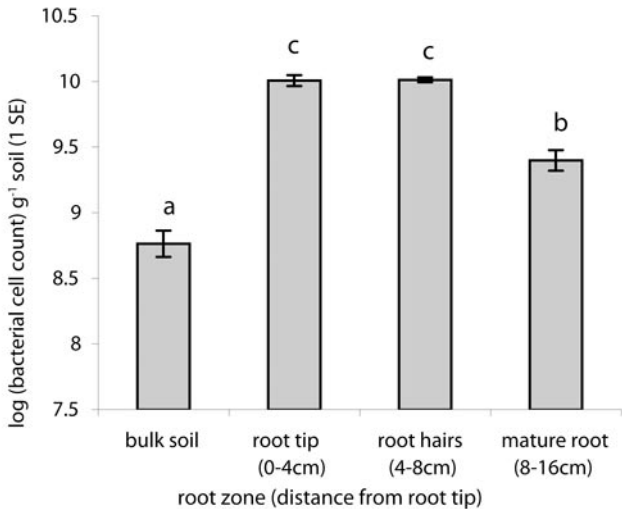 log (bacterial cell count) g⁻¹ soil (1 SE)
10.5
10
9.5
9
8.5
8
7.5
a
c
c
b
bulk soil
root tip
(0-4cm)
root hairs
(4-8cm)
mature root
(8-16cm)
root zone (distance from root tip)